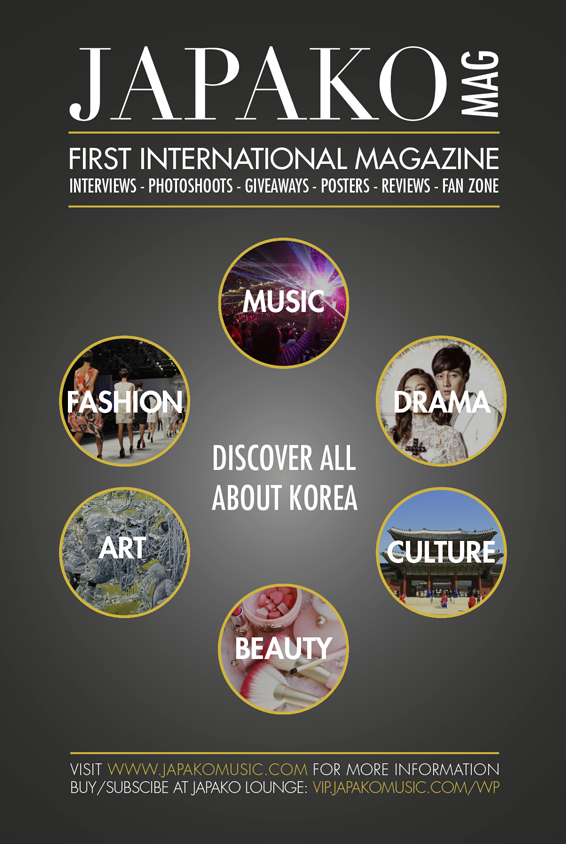 JAPAKO MAG
FIRST INTERNATIONAL MAGAZINE
INTERVIEWS - PHOTOSHOOTS - GIVEAWAYS - POSTERS - REVIEWS - FAN ZONE
MUSIC
FASHION
DRAMA
DISCOVER ALL
ABOUT KOREA
ART
CULTURE
BEAUTY
VISIT WWW.JAPAKOMUSIC.COM FOR MORE INFORMATION
BUY/SUBSCIBE AT JAPAKO LOUNGE: VIP.JAPAKOMUSIC.COM/WP